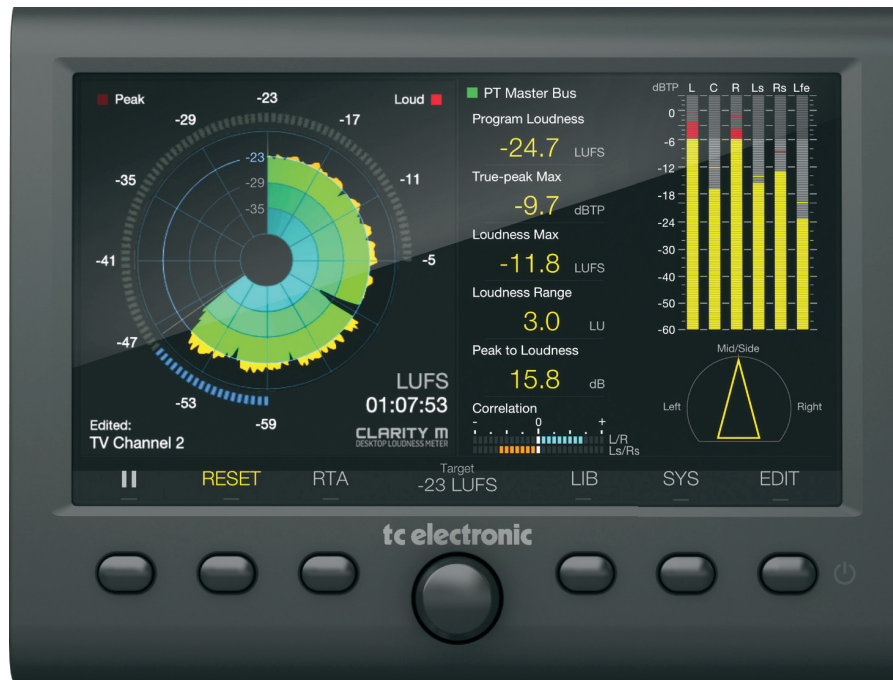 Peak
Loud
-23
-29
-17
-35
-11
-41
-5
-47
-53
-59
-23
-29
-35
LUFS
01:07:53
Edited:
TV Channel 2
CLARITY M
DESKTOP LOUDNESS METER
PT Master Bus
Program Loudness
-24.7 LUFS
True-peak Max
-9.7 dBTP
Loudness Max
-11.8 LUFS
Loudness Range
3.0 LU
Peak to Loudness
15.8 dB
Correlation
- 0 +
L/R
Ls/Rs
dBTP L C R Ls Rs Lfe
0
-6
-12
-18
-24
-30
-40
-50
-60
Mid/Side
Left Right
RESET RTA Target LIB SYS EDIT
-23 LUFS
tc electronic